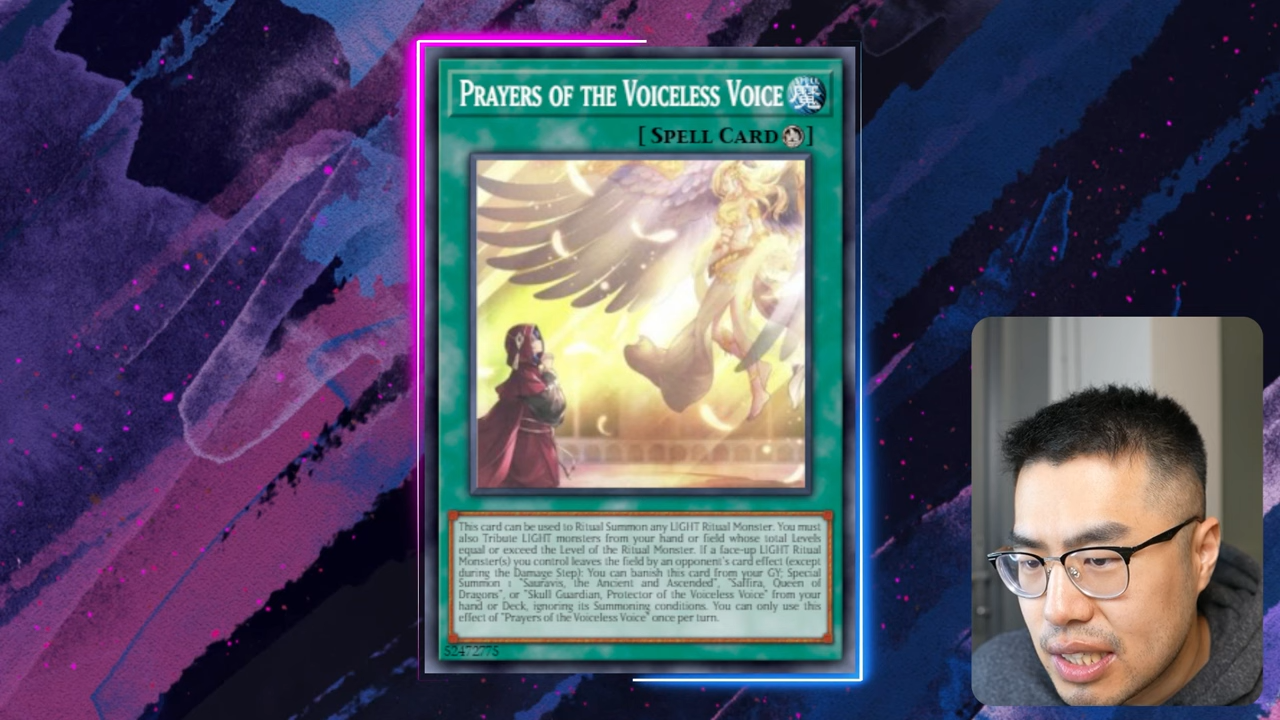 PRAYERS OF THE VOICELESS VOICE 魔
[SPELL CARD]
This card can be used to Ritual Summon any LIGHT Ritual Monster. You must
also Tribute LIGHT monsters from your hand or field whose total Levels
equal or exceed the Level of the Ritual Monster. If a face-up LIGHT Ritual
Monster(s) you control leaves the field by an opponent's card effect (except
during the Damage Step): You can banish this card from your GY; Special
Summon 1 "Sauravis, the Ancient and Ascended", "Saffira, Queen of
Dragons", or "Skull Guardian, Protector of the Voiceless Voice" from your
hand or Deck, ignoring its Summoning conditions. You can only use this
effect of "Prayers of the Voiceless Voice" once per turn.
52472775